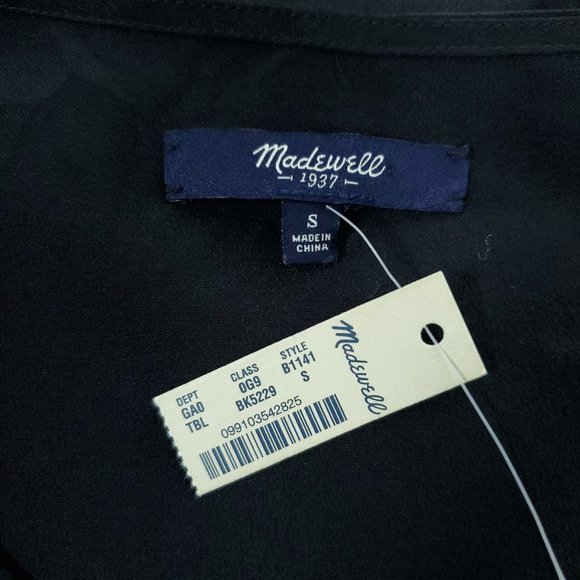 Madewell
1937
S
MADE IN
CHINA
Madewell
DEPT CLASS STYLE
GA0 0G9 B1141
TBL BK5229 S
099103542825